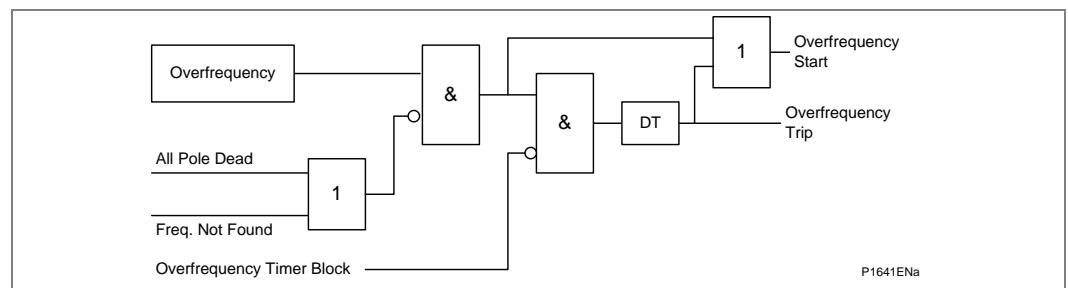 Overfrequency
&
1
Overfrequency
Start
&
DT
Overfrequency
Trip
All Pole Dead
1
Freq. Not Found
Overfrequency Timer Block
P1641ENa